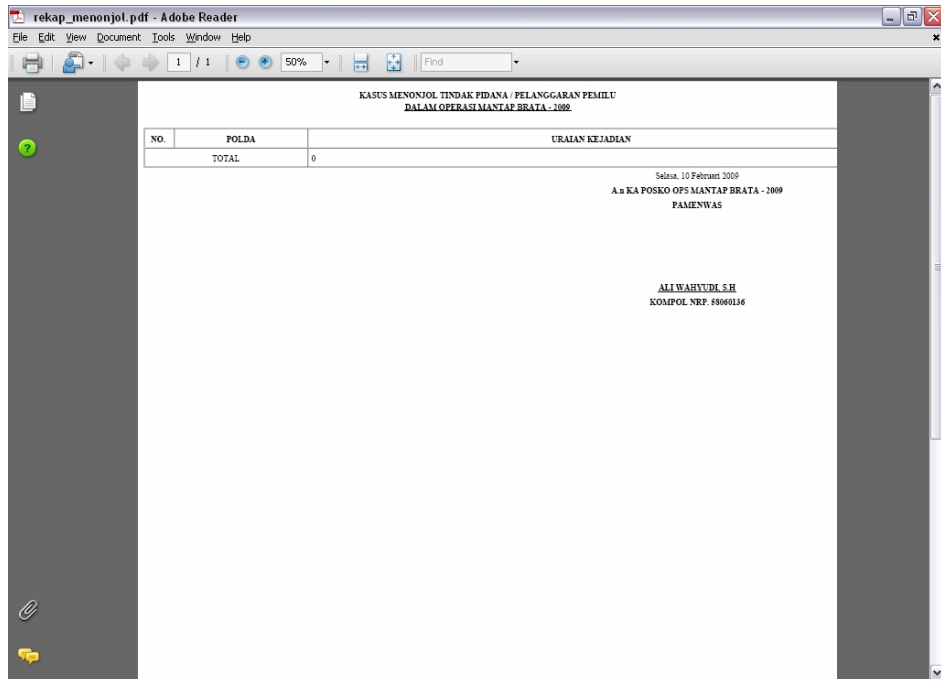 rekap_menonjol.pdf - Adobe Reader
File Edit View Document Tools Window Help
1 / 1 50% Find
KASUS MENONJOL TINDAK PIDANA / PELANGGARAN PEMILU
DALAM OPERASI MANTAP BRATA - 2009
NO. POLDA URAIAN KEJADIAN
TOTAL 0
Selasa, 10 Februari 2009
A.n KA POSKO OPS MANTAP BRATA - 2009
PAMENWAS
ALI WAHYUDI, S.H
KOMPOL NRP. 58060136